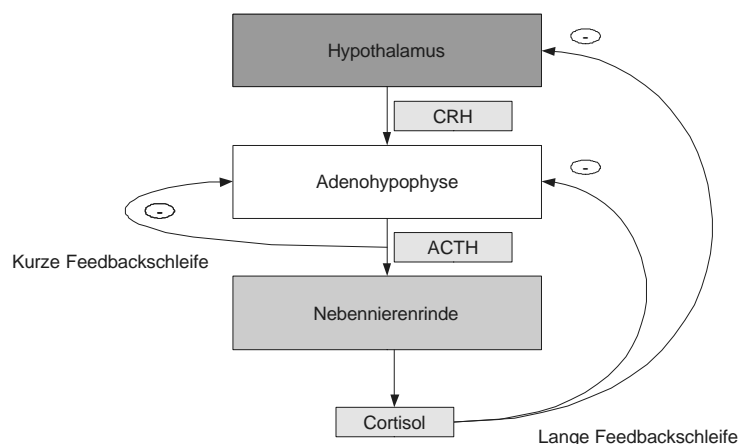 Hypothalamus
-
CRH
Adenohypophyse
-
-
ACTH
Kurze Feedbackschleife
Nebennierenrinde
Cortisol
Lange Feedbackschleife